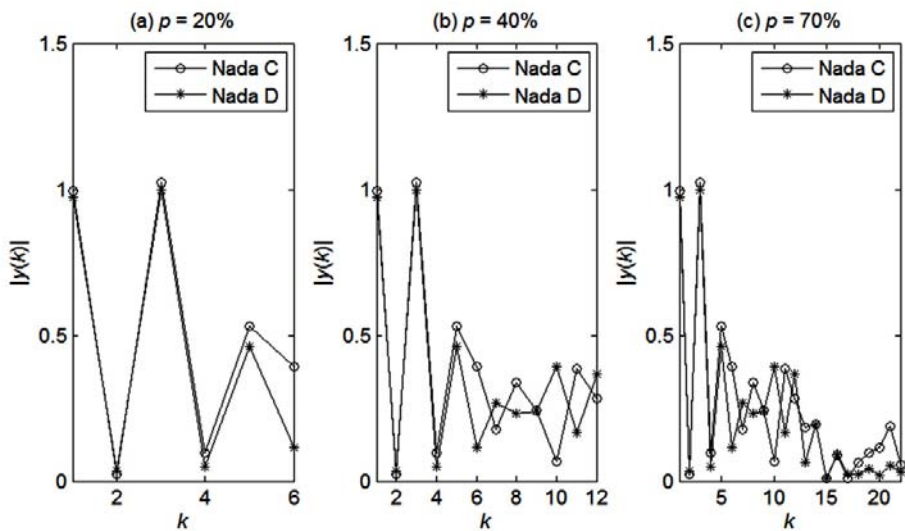 (a) p = 20%
1.5
1
0.5
0
|y(k)|
2
4
6
k
Nada C
Nada D
(b) p = 40%
1.5
1
0.5
0
|y(k)|
2
4
6
8
10
12
k
Nada C
Nada D
(c) p = 70%
1.5
1
0.5
0
|y(k)|
5
10
15
20
k
Nada C
Nada D